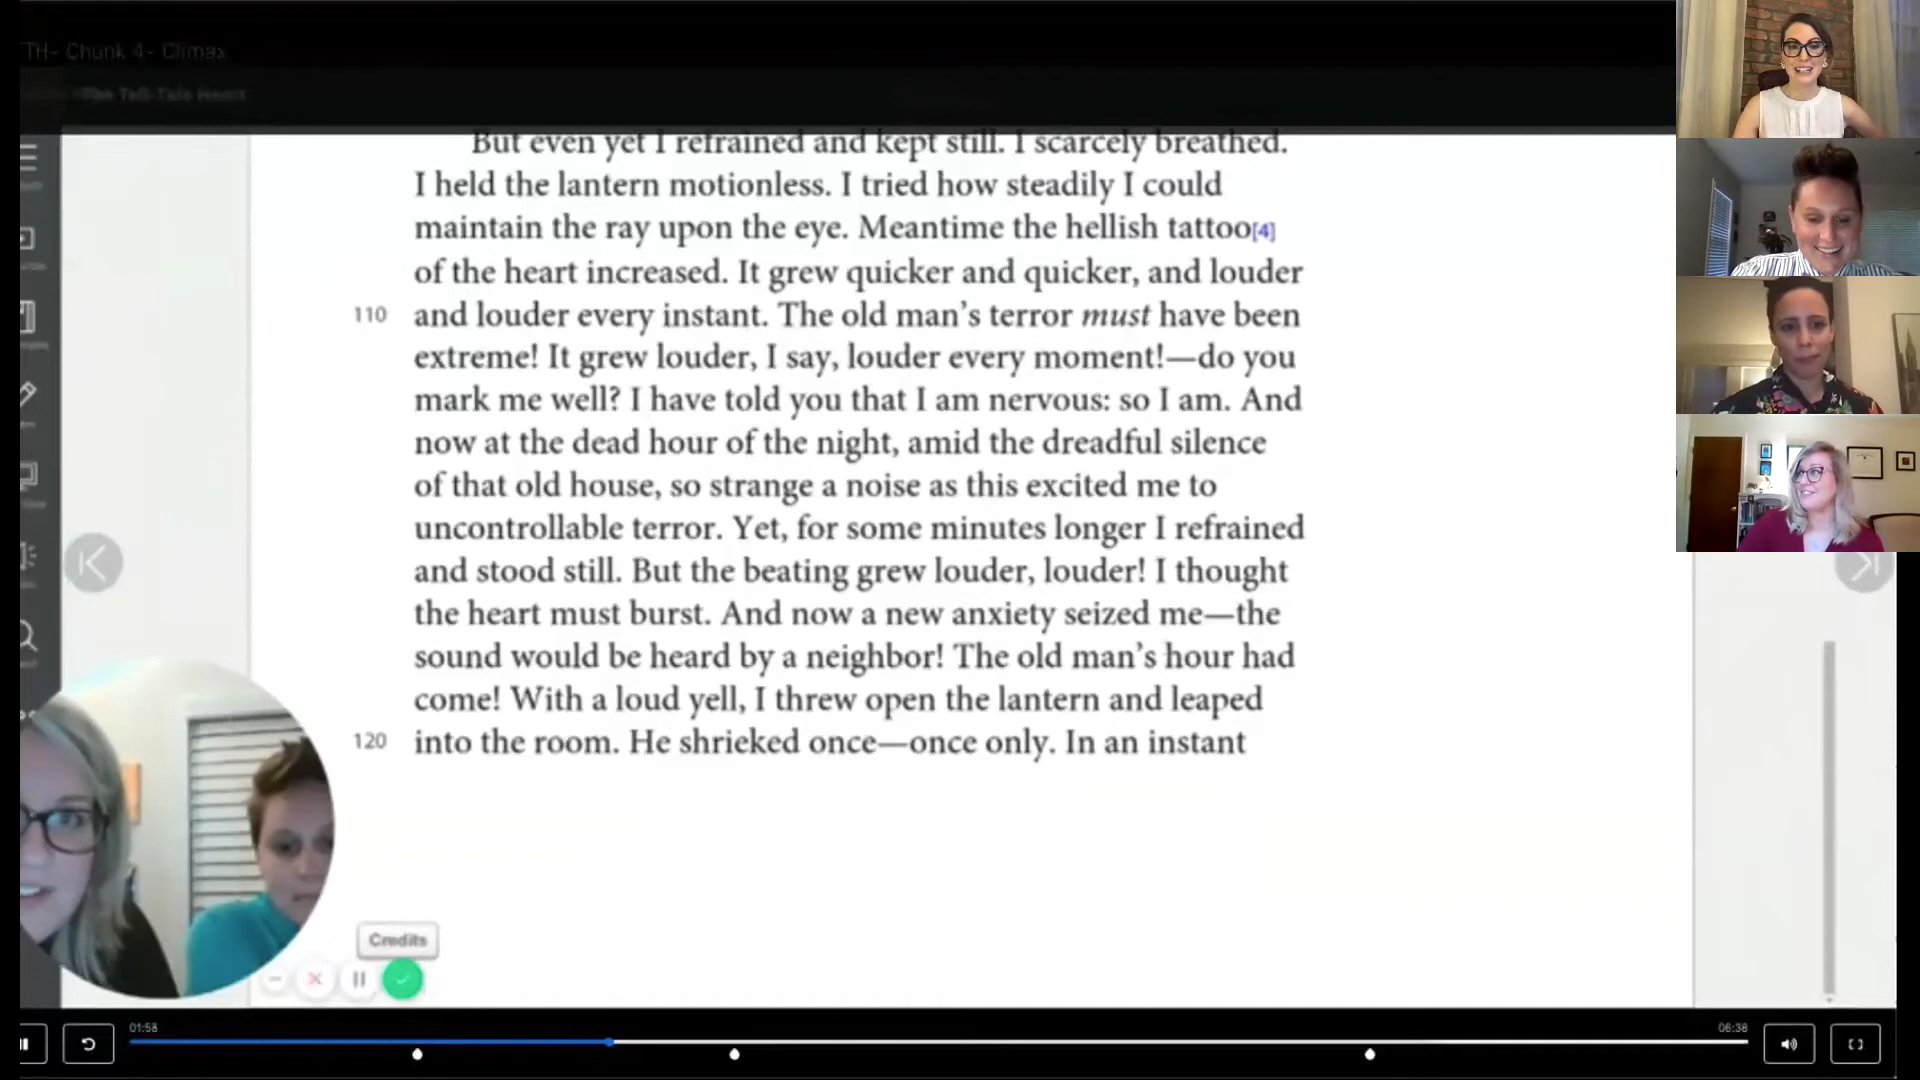 TH- Chunk 4- Climax
The Tell-Tale Heart
But even yet I refrained and kept still. I scarcely breathed.
I held the lantern motionless. I tried how steadily I could
maintain the ray upon the eye. Meantime the hellish tattoo[4]
of the heart increased. It grew quicker and quicker, and louder
110 and louder every instant. The old man’s terror must have been
extreme! It grew louder, I say, louder every moment!—do you
mark me well? I have told you that I am nervous: so I am. And
now at the dead hour of the night, amid the dreadful silence
of that old house, so strange a noise as this excited me to
uncontrollable terror. Yet, for some minutes longer I refrained
and stood still. But the beating grew louder, louder! I thought
the heart must burst. And now a new anxiety seized me—the
sound would be heard by a neighbor! The old man’s hour had
come! With a loud yell, I threw open the lantern and leaped
120 into the room. He shrieked once—once only. In an instant
Credits
01:58
06:38